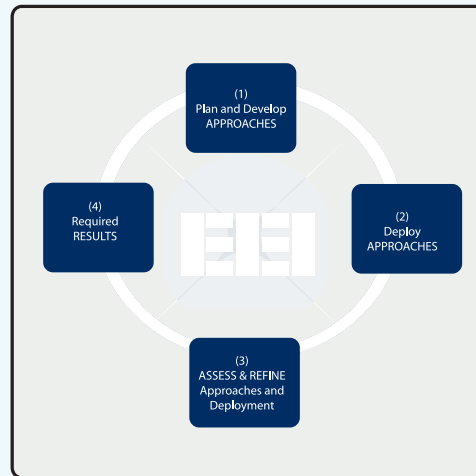 (1)
Plan and Develop
APPROACHES
(2)
Deploy
APPROACHES
(3)
ASSESS & REFINE
Approaches and
Deployment
(4)
Required
RESULTS